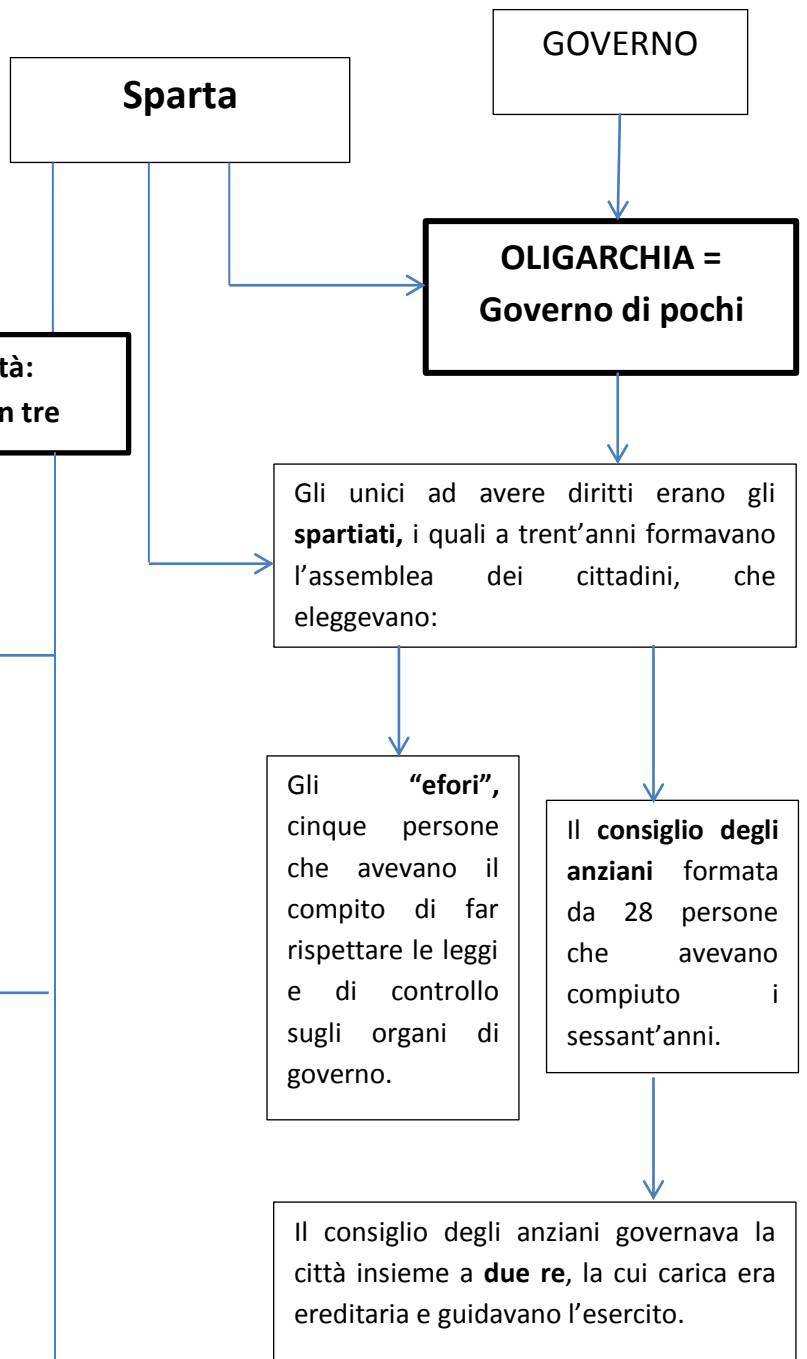 GOVERNO
Sparta
OLIGARCHIA =
Governo di pochi
tà:
n tre
Gli unici ad avere diritti erano gli
spartiati, i quali a trent’anni formavano
l’assemblea dei cittadini, che
eleggevano:
Gli “efori”,
cinque persone
che avevano il
compito di far
rispettare le leggi
e di controllo
sugli organi di
governo.
Il consiglio degli
anziani formata
da 28 persone
che avevano
compiuto i
sessant’anni.
Il consiglio degli anziani governava la
città insieme a due re, la cui carica era
ereditaria e guidavano l’esercito.